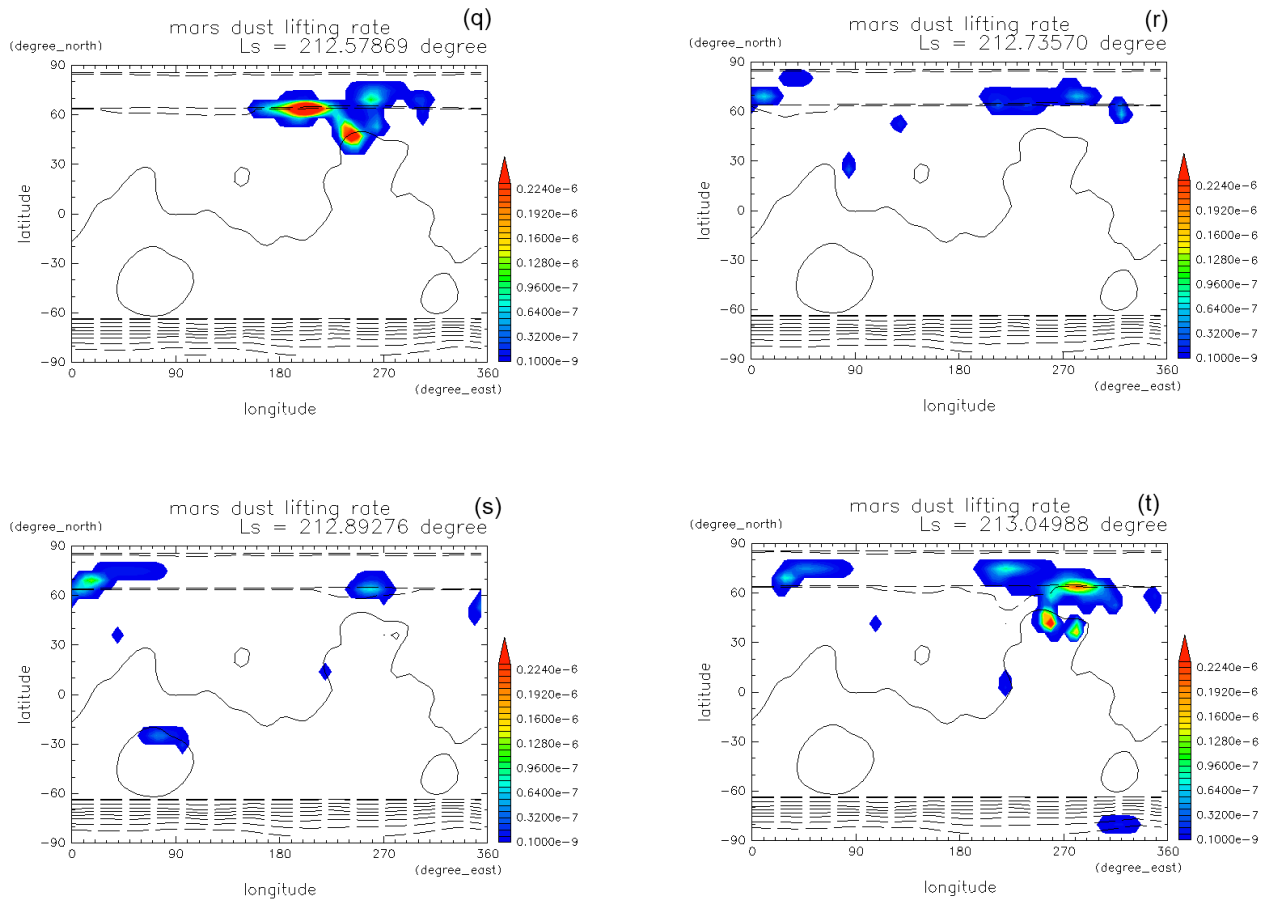 (q)
mars dust lifting rate
(degree_north)
Ls = 212.57869 degree
90
60
30
0
−30
−60
−90
latitude
0 90 180 270 360
(degree_east)
longitude
0.2240e−6
0.1920e−6
0.1600e−6
0.1280e−6
0.9600e−7
0.6400e−7
0.3200e−7
0.1000e−9
(r)
mars dust lifting rate
(degree_north)
Ls = 212.73570 degree
90
60
30
0
−30
−60
−90
latitude
0 90 180 270 360
(degree_east)
longitude
0.2240e−6
0.1920e−6
0.1600e−6
0.1280e−6
0.9600e−7
0.6400e−7
0.3200e−7
0.1000e−9
(s)
mars dust lifting rate
(degree_north)
Ls = 212.89276 degree
90
60
30
0
−30
−60
−90
latitude
0 90 180 270 360
(degree_east)
longitude
0.2240e−6
0.1920e−6
0.1600e−6
0.1280e−6
0.9600e−7
0.6400e−7
0.3200e−7
0.1000e−9
(t)
mars dust lifting rate
(degree_north)
Ls = 213.04988 degree
90
60
30
0
−30
−60
−90
latitude
0 90 180 270 360
(degree_east)
longitude
0.2240e−6
0.1920e−6
0.1600e−6
0.1280e−6
0.9600e−7
0.6400e−7
0.3200e−7
0.1000e−9